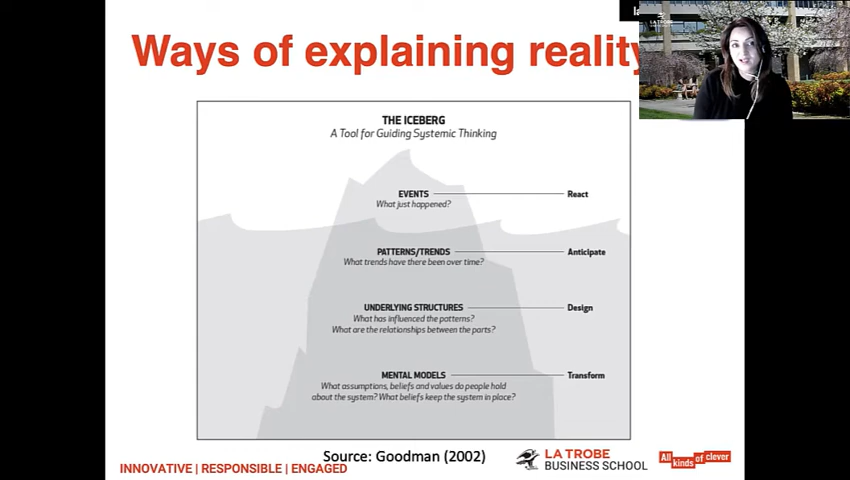 Ways of explaining reality
THE ICEBERG
A Tool for Guiding Systemic Thinking
EVENTS
What just happened?
React
PATTERNS/TRENDS
What trends have there been over time?
Anticipate
UNDERLYING STRUCTURES
What has influenced the patterns?
What are the relationships between the parts?
Design
MENTAL MODELS
What assumptions, beliefs and values do people hold
about the system? What beliefs keep the system in place?
Transform
Source: Goodman (2002)
INNOVATIVE | RESPONSIBLE | ENGAGED
LA TROBE
BUSINESS SCHOOL
All kinds of clever
LA TROBE